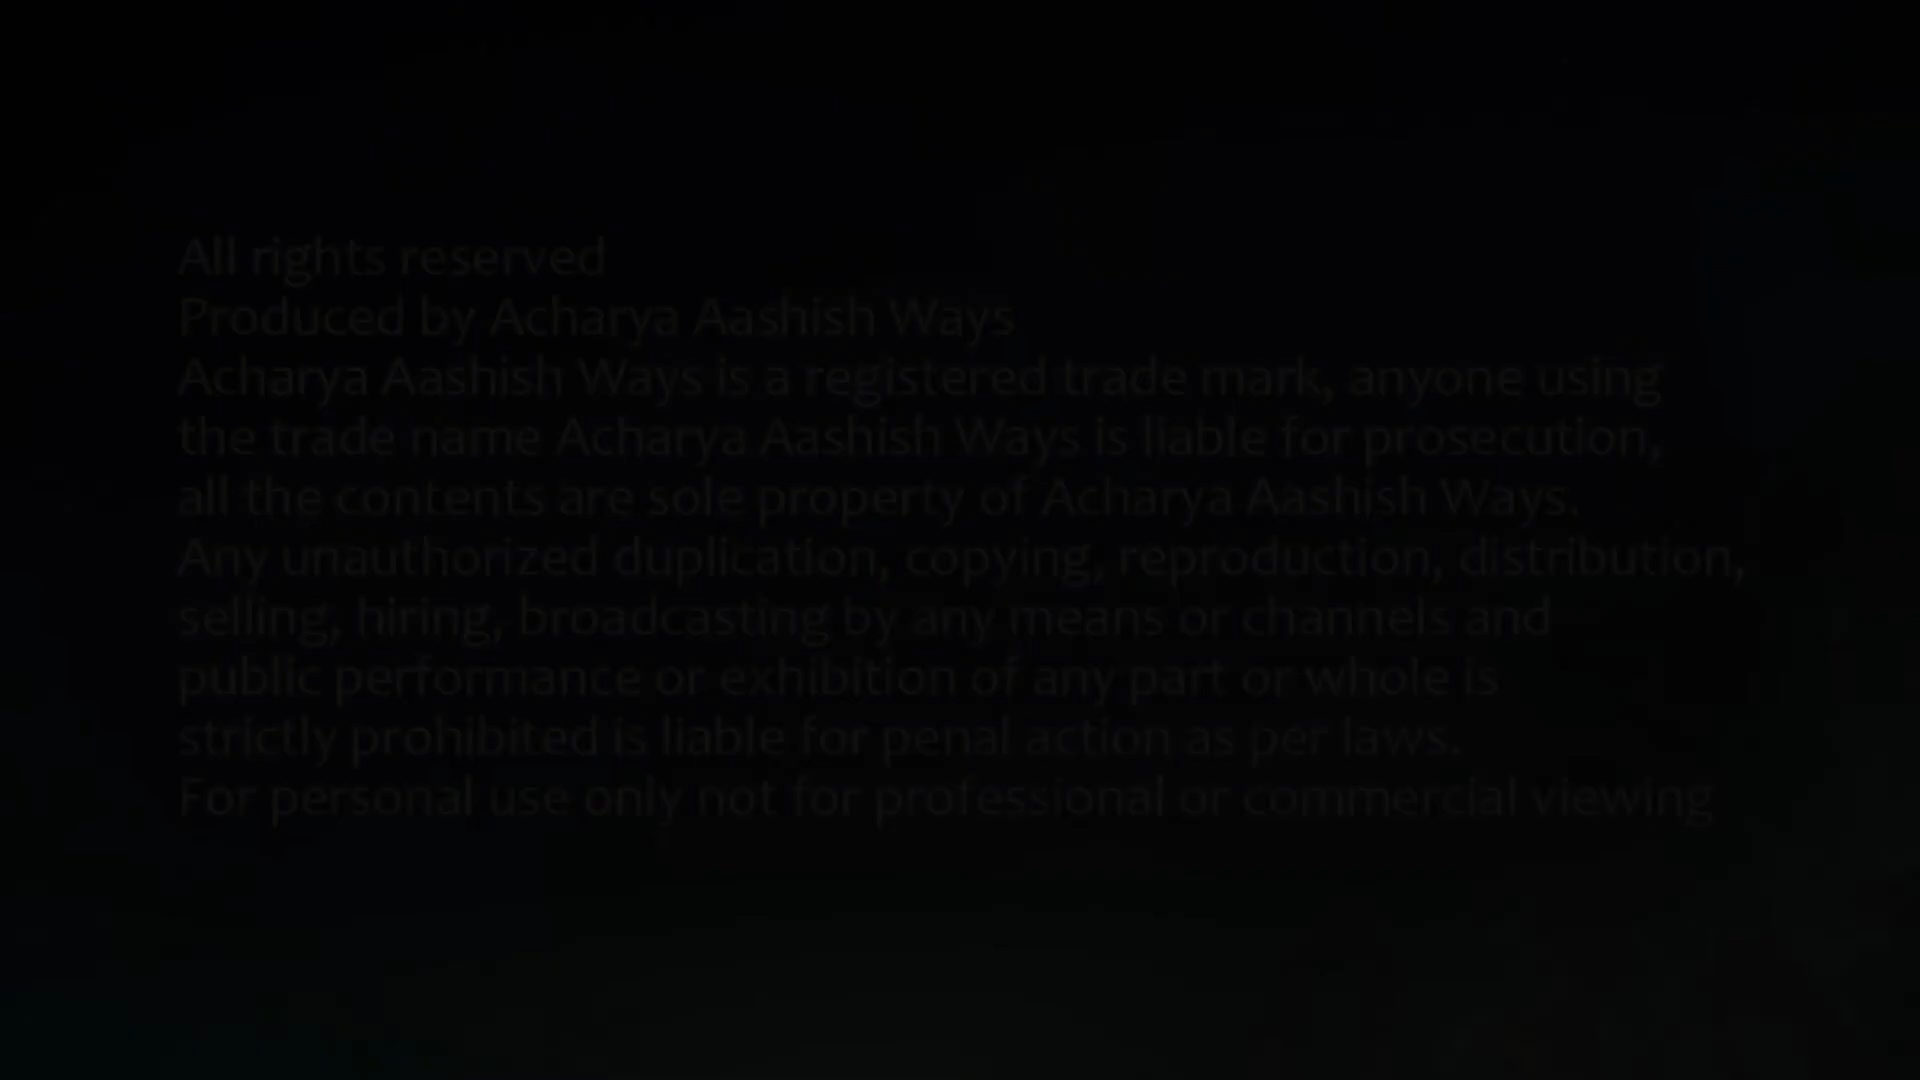 All rights reserved
Produced by Acharya Aashish Ways
Acharya Aashish Ways is a registered trade mark, anyone using
the trade name Acharya Aashish Ways is liable for prosecution,
all the contents are sole property of Acharya Aashish Ways.
Any unauthorized duplication, copying, reproduction, distribution,
selling, hiring, broadcasting by any means or channels and
public performance or exhibition of any part or whole is
strictly prohibited is liable for penal action as per laws.
For personal use only not for professional or commercial viewing